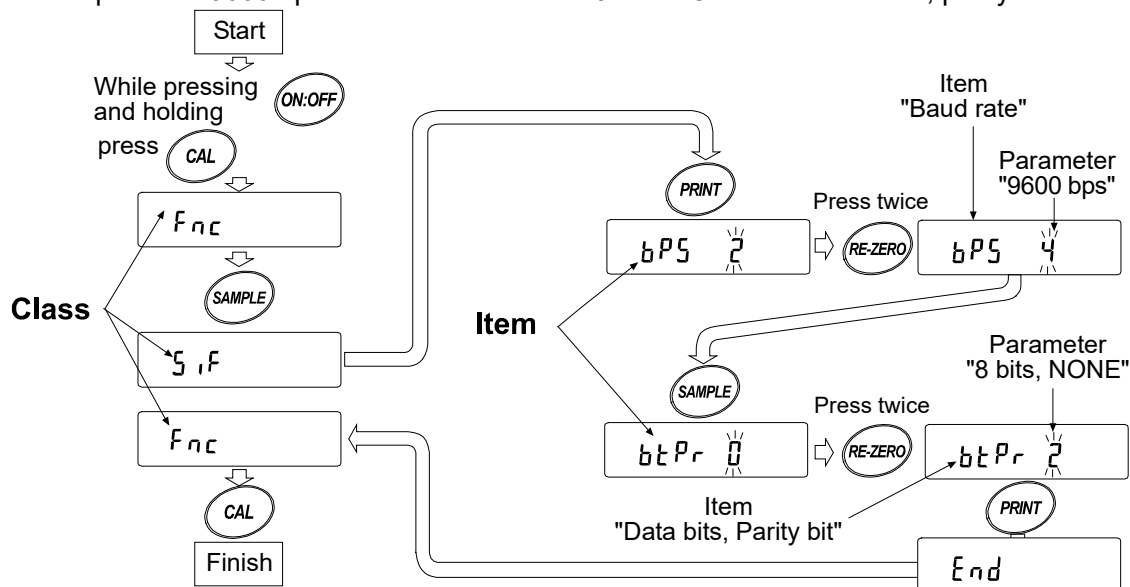 Start
While pressing
and holding
ON:OFF
press
CAL
Fnc
SAMPLE
Class
SiF
Fnc
CAL
Finish
PRINT
bPS 2
Press twice
RE-ZERO
Item
"Baud rate"
Parameter
"9600 bps"
bPS 4
Item
SAMPLE
btPr 0
Press twice
RE-ZERO
Parameter
"8 bits, NONE"
btPr 2
Item
"Data bits, Parity bit"
PRINT
End